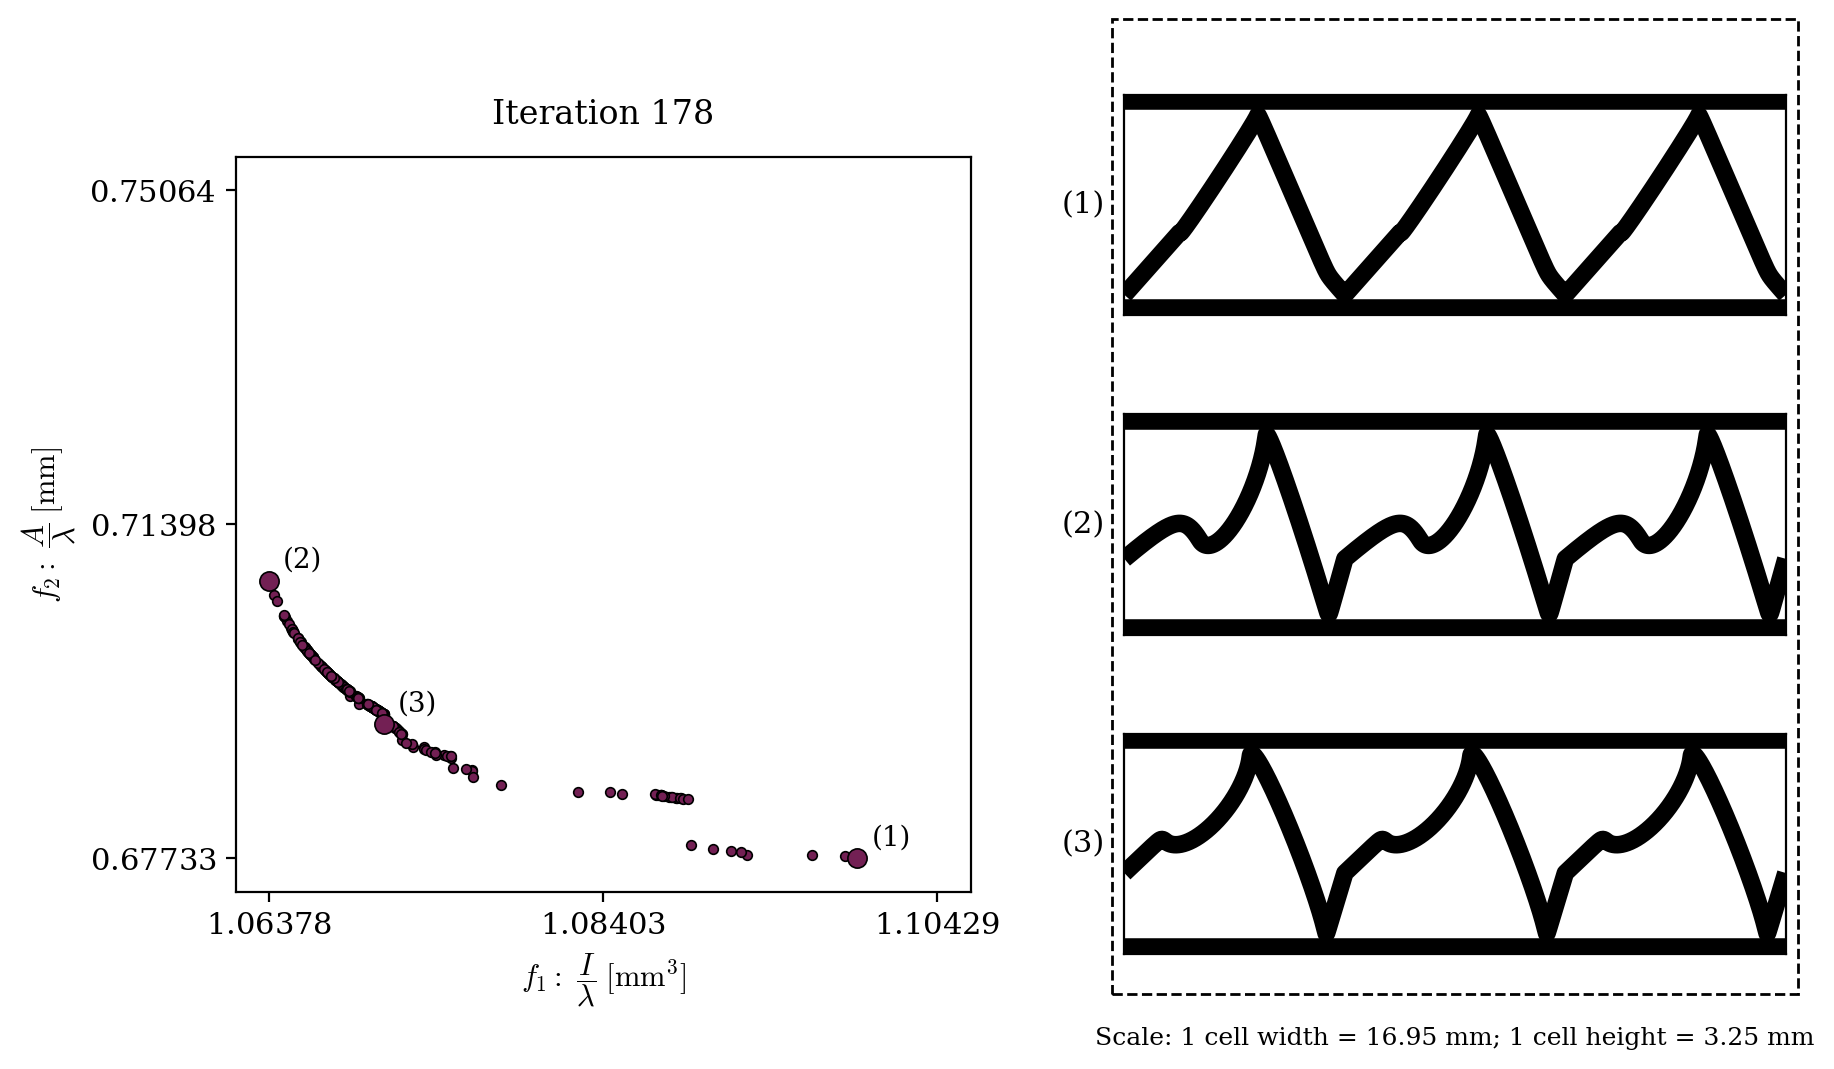 Iteration 178
0.75064
0.71398
0.67733
f₂ : A/λ [mm]
(2)
(3)
(1)
1.06378 1.08403 1.10429
f₁ : I/λ [mm³]
(1)
(2)
(3)
Scale: 1 cell width = 16.95 mm; 1 cell height = 3.25 mm